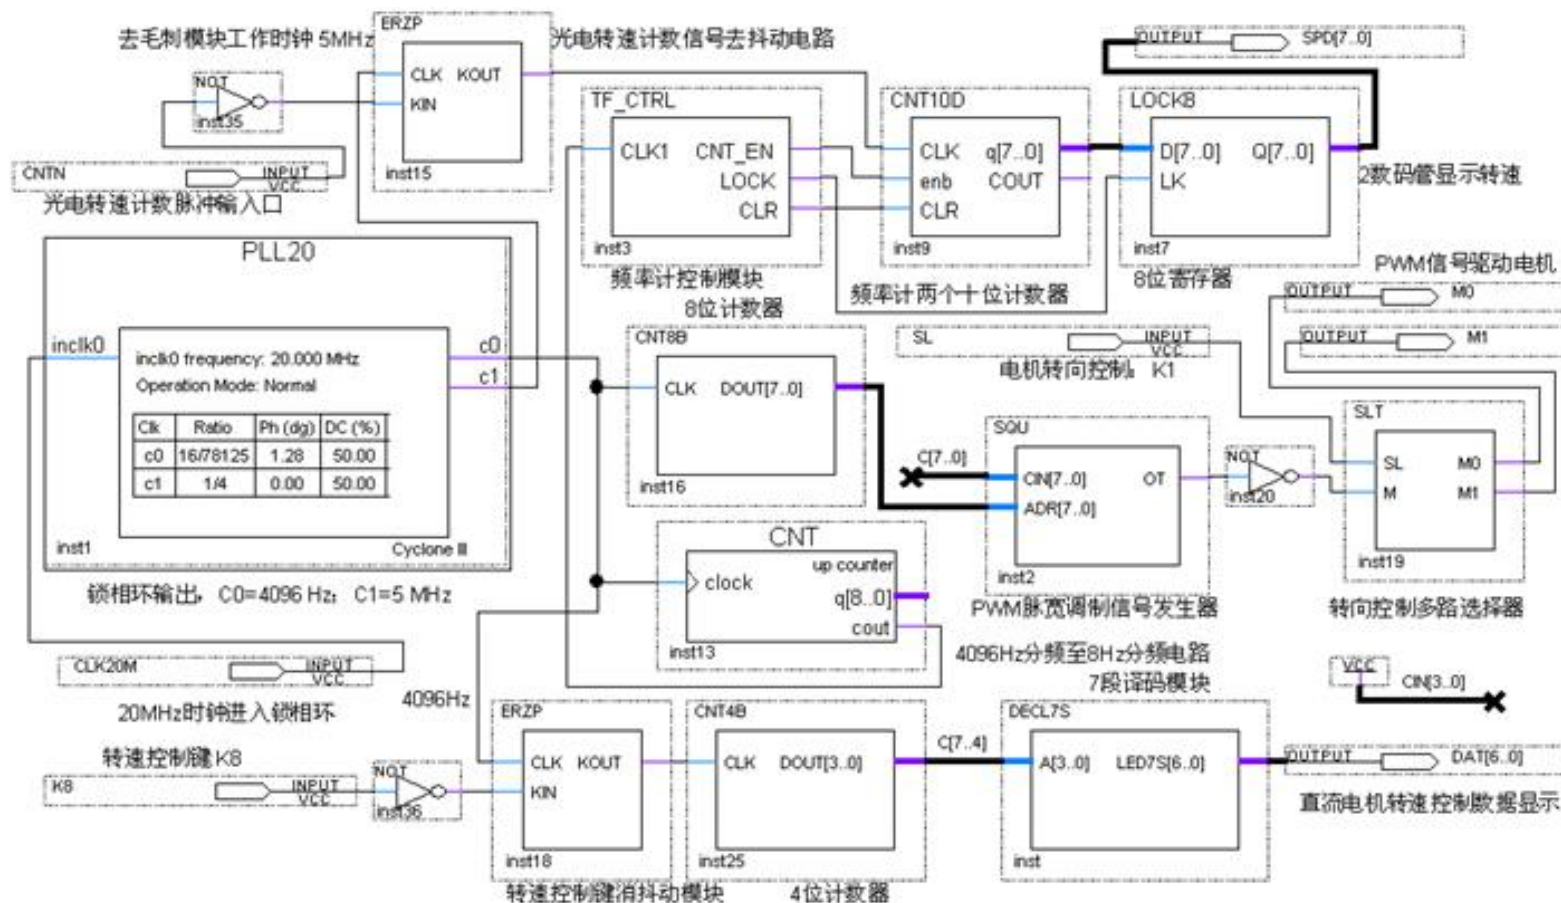 ERZP
去毛刺模块工作时钟 5MHz
光电转速计数信号去抖动电路
OUTPUT SPD[7..0]
NOT
inst35
CLK KOUT
KIN
inst15
CNTN INPUT
VCC
光电转速计数脉冲输入口
TF_CTRL
CLK1 CNT_EN
LOCK
CLR
inst3
频率计控制模块
CNT10D
CLK q[7..0]
enb COUT
CLR
inst9
频率计两个十位计数器
LOCK8
D[7..0] Q[7..0]
LK
inst7
8位寄存器
2数码管显示转速
PWM信号驱动电机
OUTPUT M0
OUTPUT M1
PLL20
inclk0
c0
c1
inclk0 frequency: 20.000 MHz
Operation Mode: Normal
Clk Ratio Ph (dg) DC (%)
c0 16/78125 1.28 50.00
c1 1/4 0.00 50.00
inst1 Cyclone III
锁相环输出，C0=4096 Hz；C1=5 MHz
8位计数器
CNT8B
CLK DOUT[7..0]
inst16
SL INPUT
VCC
电机转向控制：K1
C[7..0]
SQU
CIN[7..0] OT
ADR[7..0]
inst2
PWM脉宽调制信号发生器
NOT
inst20
SLT
SL M0
M M1
inst19
转向控制多路选择器
CNT
up counter
clock q[8..0]
cout
inst13
4096Hz分频至8Hz分频电路
CLK20M INPUT
VCC
20MHz时钟进入锁相环
4096Hz
VCC
CIN[3..0]
转速控制键K8
K8 INPUT
VCC
NOT
inst36
ERZP
CLK KOUT
KIN
inst18
转速控制键消抖动模块
CNT4B
CLK DOUT[3..0]
inst25
4位计数器
C[7..4]
7段译码模块
DECL7S
A[3..0] LED7S[6..0]
inst
OUTPUT DAT[6..0]
直流电机转速控制数据显示